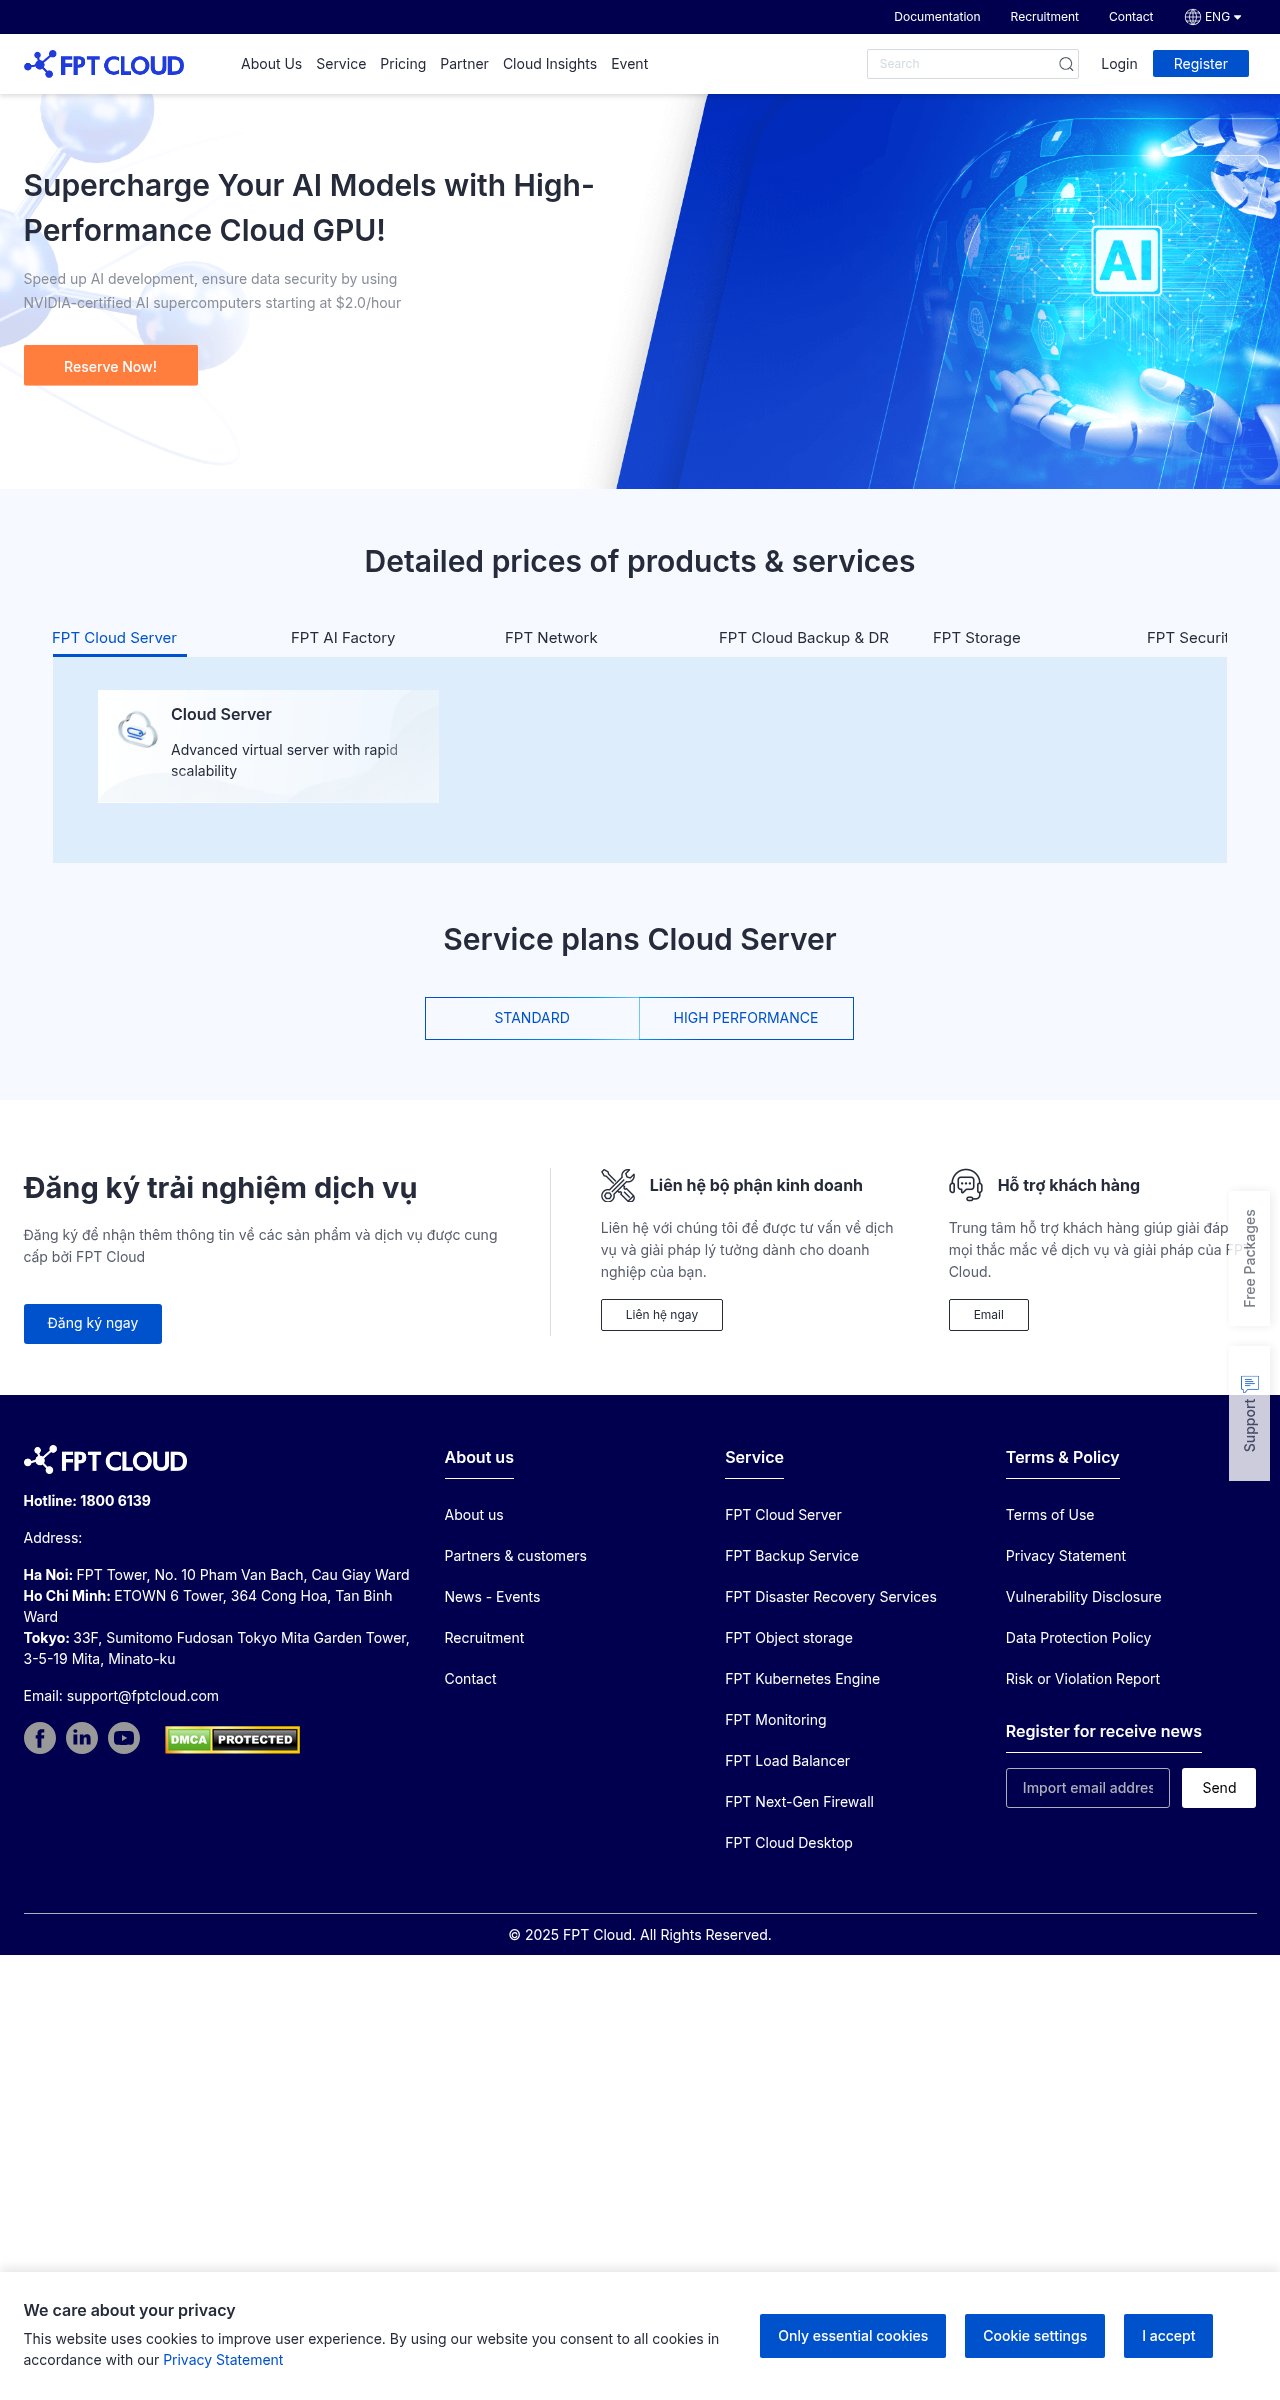 Documentation
Recruitment
Contact
ENG
FPT CLOUD
About Us
Service
Pricing
Partner
Cloud Insights
Event
Search
Login
Register
Supercharge Your AI Models with High-
Performance Cloud GPU!
Speed up AI development, ensure data security by using
NVIDIA-certified AI supercomputers starting at $2.0/hour
Reserve Now!
AI
Detailed prices of products & services
FPT Cloud Server
FPT AI Factory
FPT Network
FPT Cloud Backup & DR
FPT Storage
FPT Securit
Cloud Server
Advanced virtual server with rapid
scalability
Service plans Cloud Server
STANDARD
HIGH PERFORMANCE
Đăng ký trải nghiệm dịch vụ
Đăng ký để nhận thêm thông tin về các sản phẩm và dịch vụ được cung
cấp bởi FPT Cloud
Đăng ký ngay
Liên hệ bộ phận kinh doanh
Liên hệ với chúng tôi để được tư vấn về dịch
vụ và giải pháp lý tưởng dành cho doanh
nghiệp của bạn.
Liên hệ ngay
Hỗ trợ khách hàng
Trung tâm hỗ trợ khách hàng giúp giải đáp
mọi thắc mắc về dịch vụ và giải pháp của FPT
Cloud.
Email
Free Packages
Support
FPT CLOUD
Hotline: 1800 6139
Address:
Ha Noi: FPT Tower, No. 10 Pham Van Bach, Cau Giay Ward
Ho Chi Minh: ETOWN 6 Tower, 364 Cong Hoa, Tan Binh
Ward
Tokyo: 33F, Sumitomo Fudosan Tokyo Mita Garden Tower,
3-5-19 Mita, Minato-ku
Email: support@fptcloud.com
DMCA PROTECTED
About us
About us
Partners & customers
News - Events
Recruitment
Contact
Service
FPT Cloud Server
FPT Backup Service
FPT Disaster Recovery Services
FPT Object storage
FPT Kubernetes Engine
FPT Monitoring
FPT Load Balancer
FPT Next-Gen Firewall
FPT Cloud Desktop
Terms & Policy
Terms of Use
Privacy Statement
Vulnerability Disclosure
Data Protection Policy
Risk or Violation Report
Register for receive news
Import email addres
Send
© 2025 FPT Cloud. All Rights Reserved.
We care about your privacy
This website uses cookies to improve user experience. By using our website you consent to all cookies in
accordance with our Privacy Statement
Only essential cookies
Cookie settings
I accept